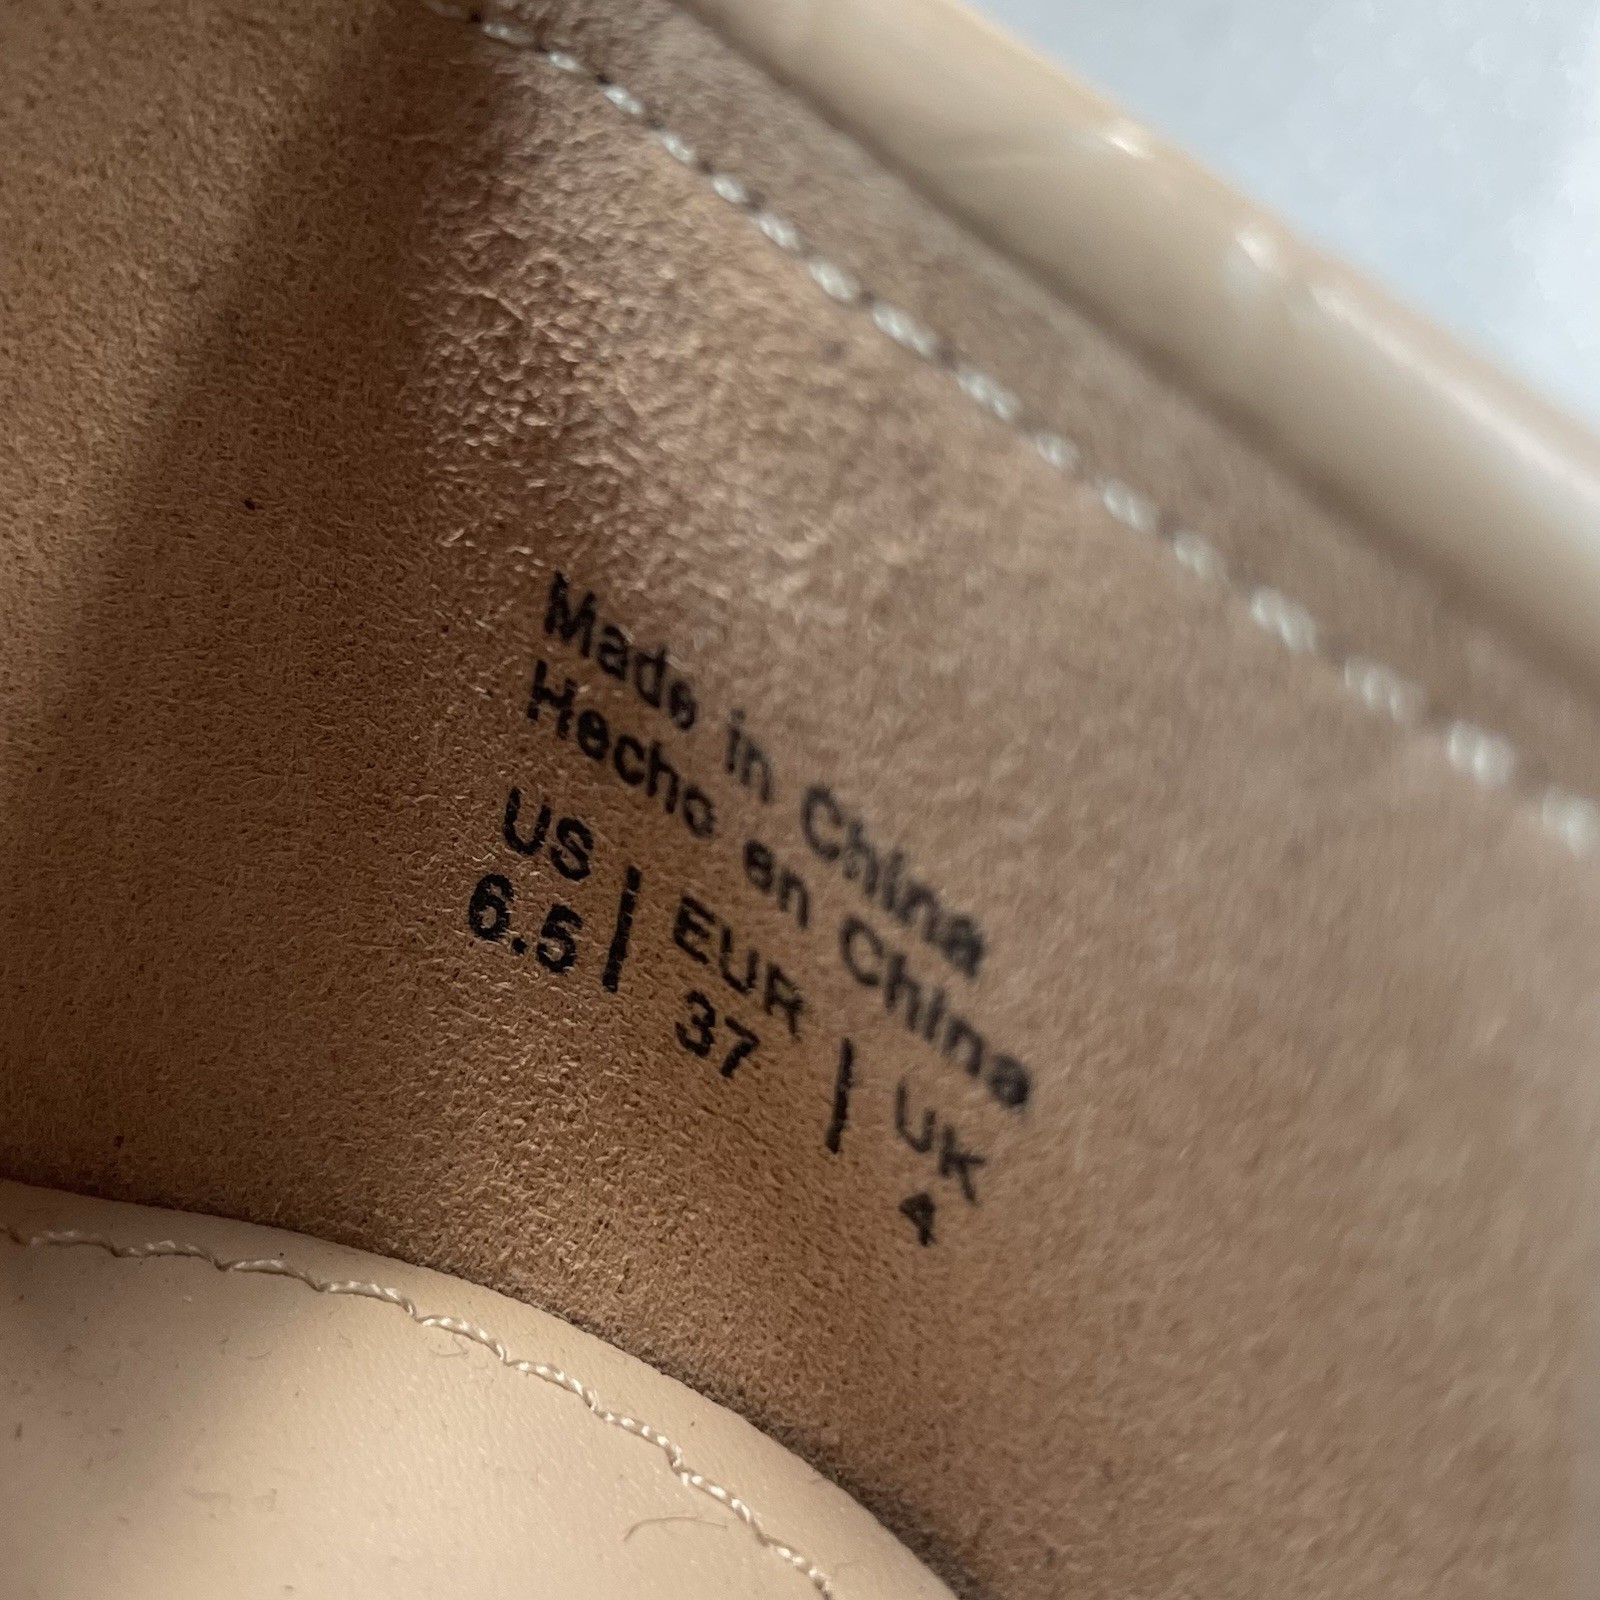 Made in China
Hecho en China
US | EUR | UK
6.5 | 37 | 4